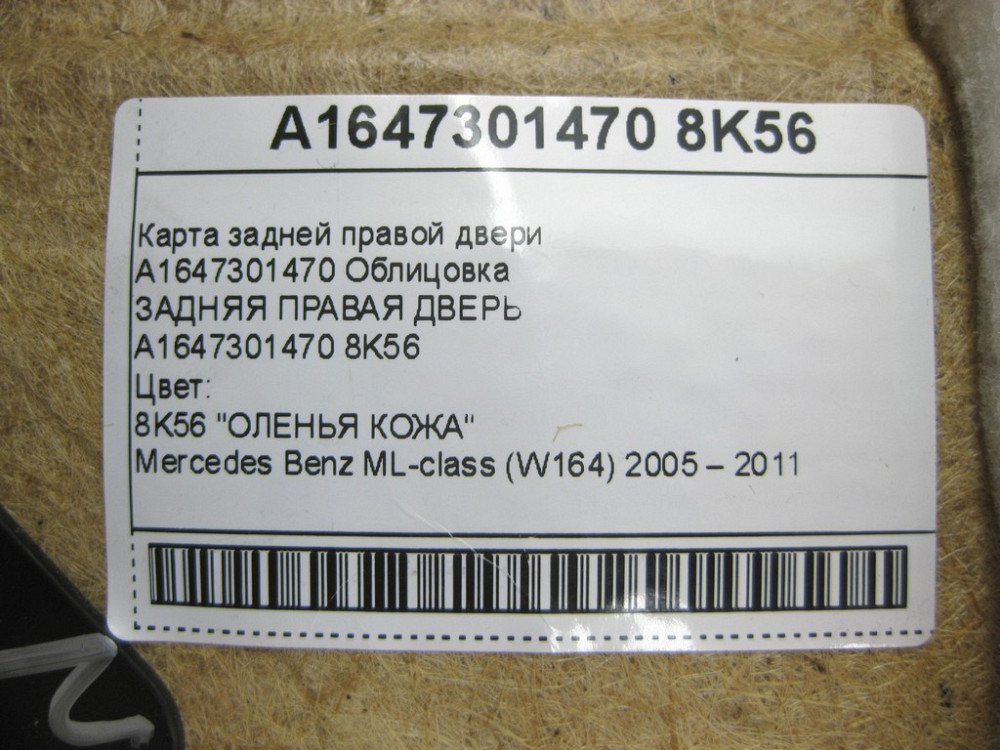 A1647301470 8K56
Карта задней правой двери
A1647301470 Облицовка
ЗАДНЯЯ ПРАВАЯ ДВЕРЬ
A1647301470 8K56
Цвет:
8K56 "ОЛЕНЬЯ КОЖА"
Mercedes Benz ML-class (W164) 2005 – 2011